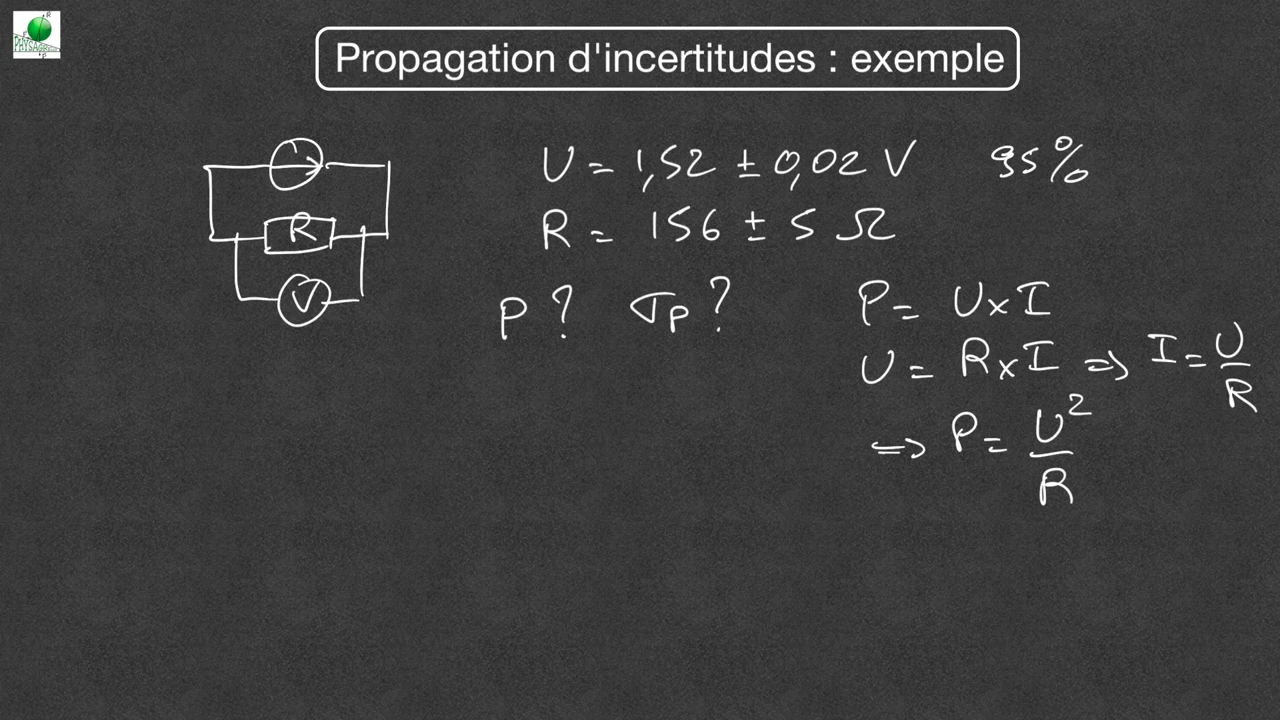 Propagation d'incertitudes : exemple
U = 1,52 ± 0,02 V 95%
R = 156 ± 5 Ω
P ? σP ?
P = U x I
U = R x I => I = U/R
<=> P = U²/R
R
V